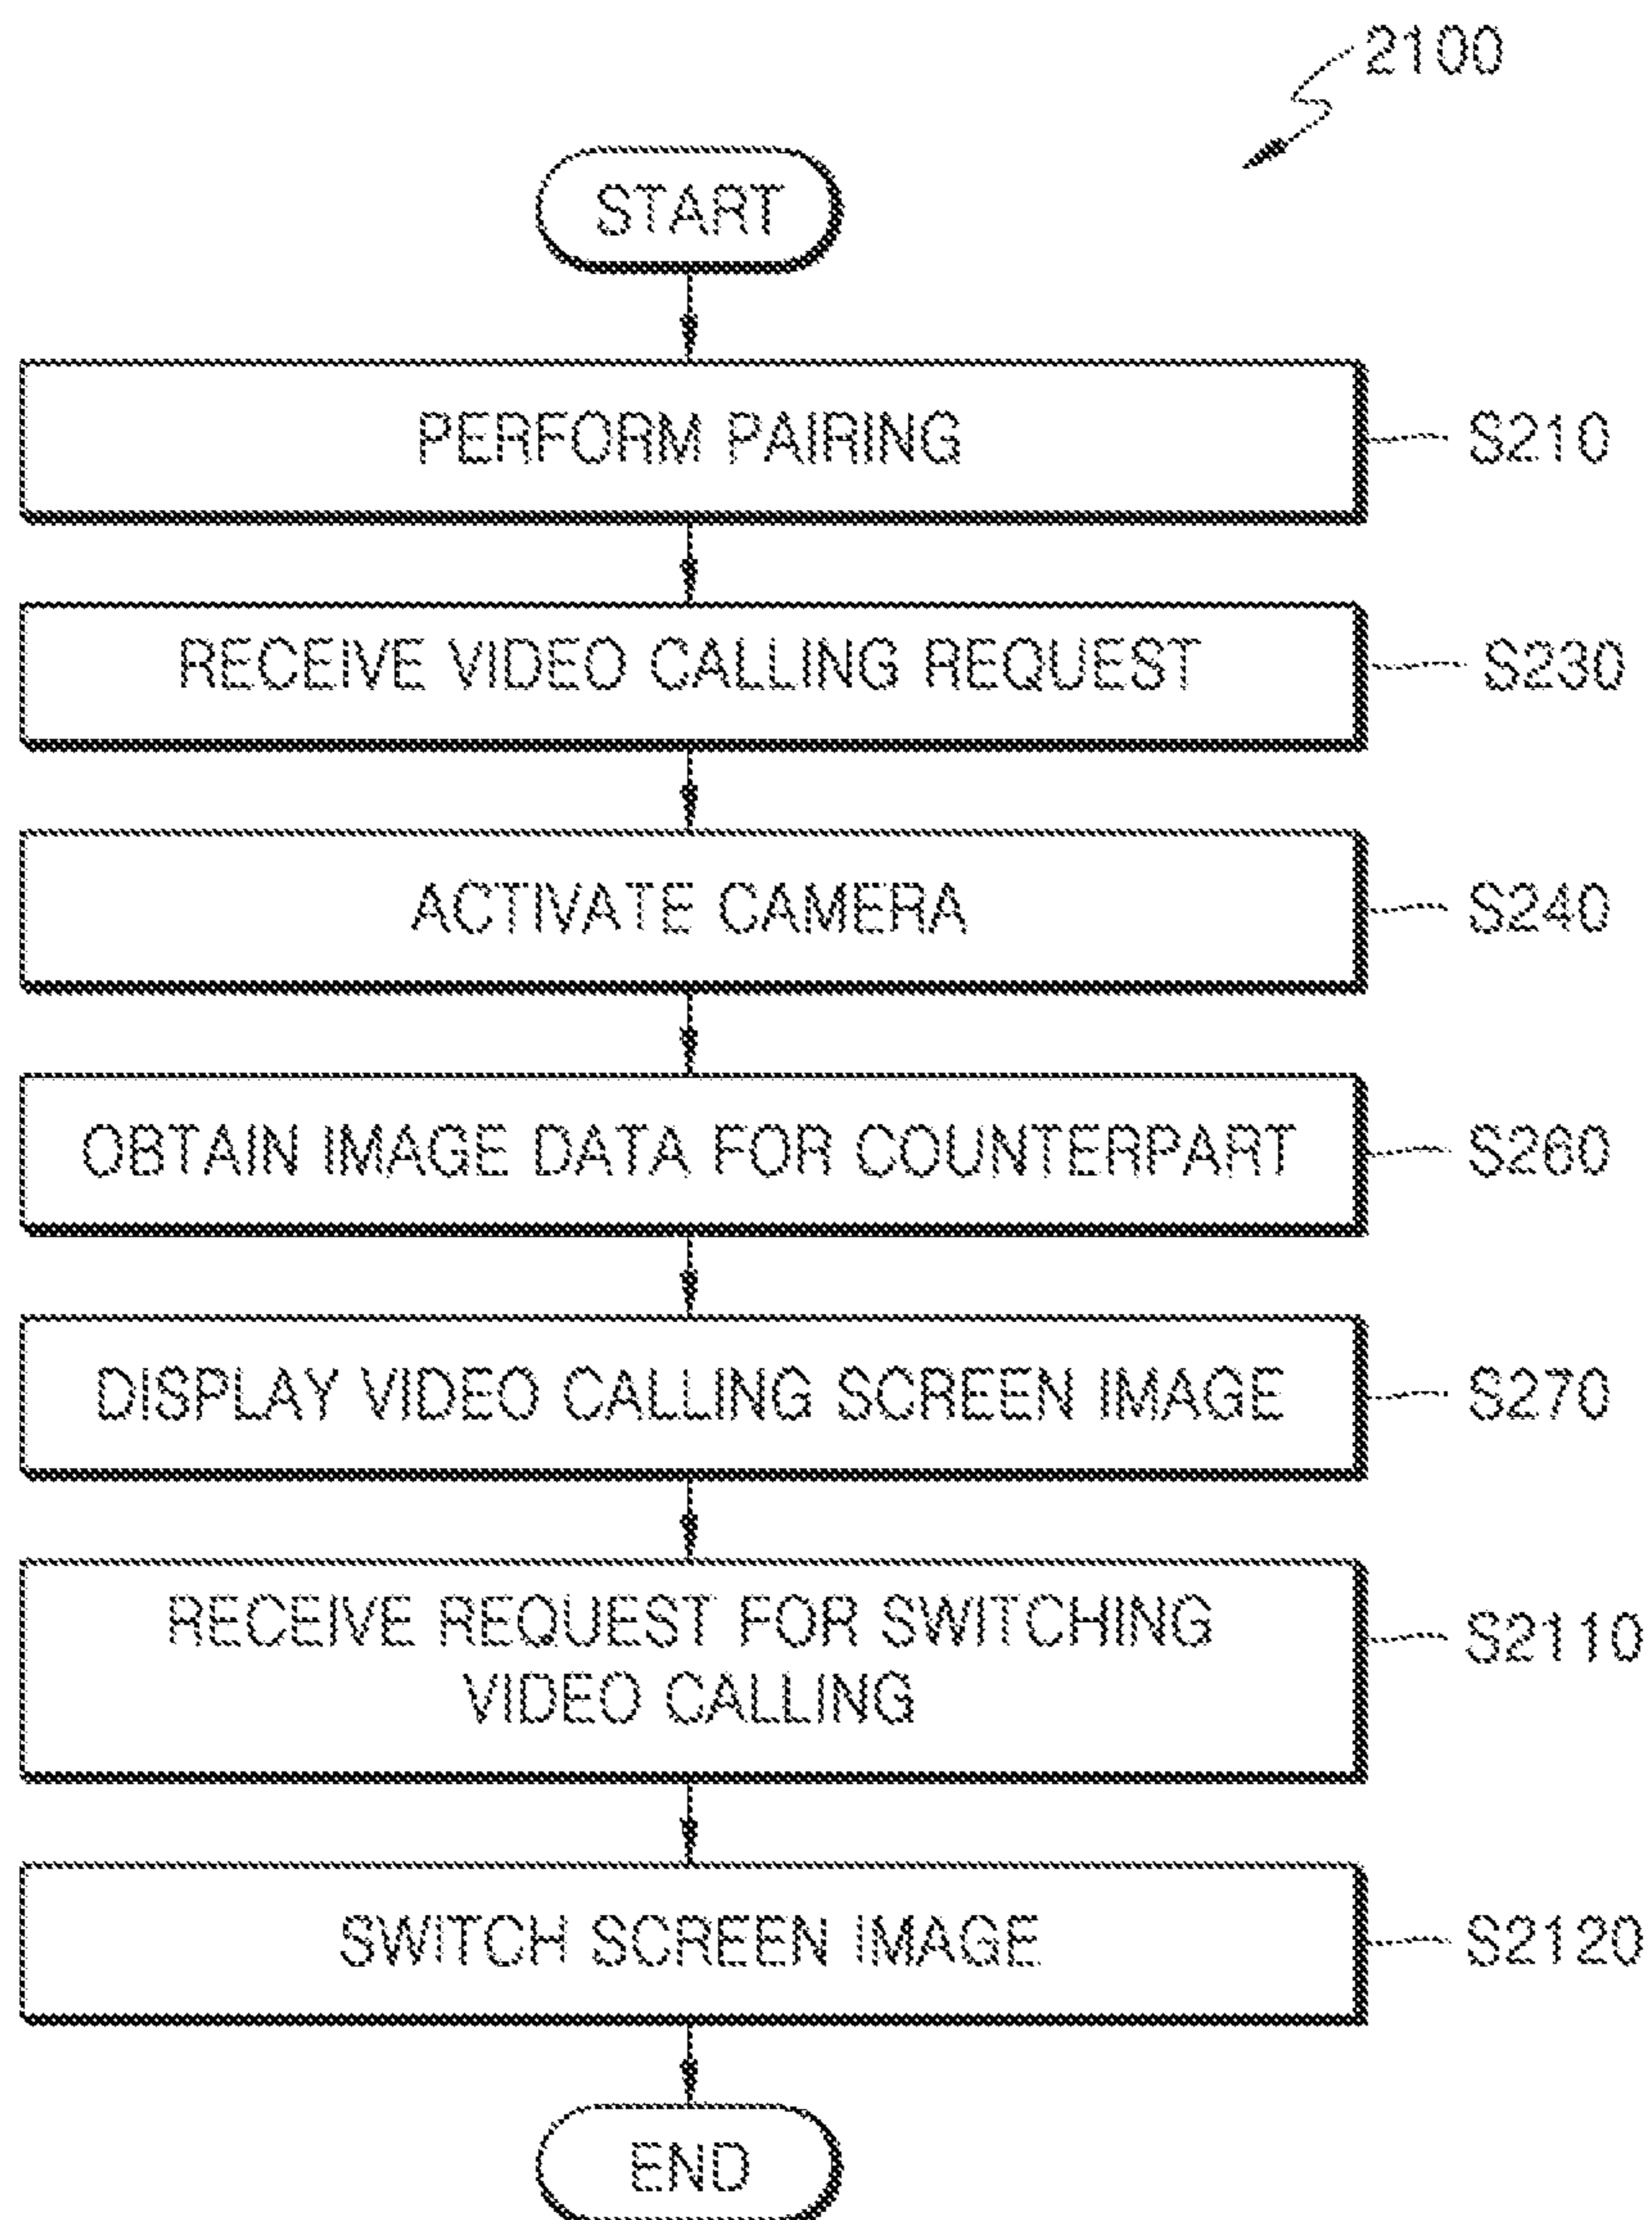 2100
START
PERFORM PAIRING
S210
RECEIVE VIDEO CALLING REQUEST
S230
ACTIVATE CAMERA
S240
OBTAIN IMAGE DATA FOR COUNTERPART
S260
DISPLAY VIDEO CALLING SCREEN IMAGE
S270
RECEIVE REQUEST FOR SWITCHING
VIDEO CALLING
S2110
SWITCH SCREEN IMAGE
S2120
END